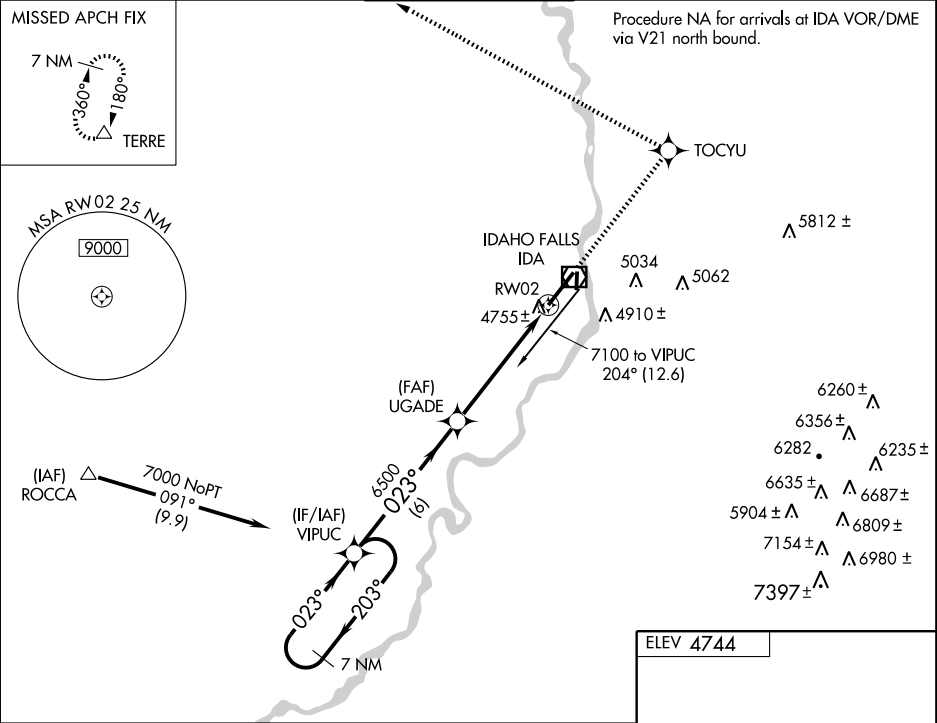 MISSED APCH FIX
7 NM
360°
180°
TERRE
Procedure NA for arrivals at IDA VOR/DME
via V21 north bound.
TOCYU
MSA RW02 25 NM
9000
5812 ±
IDAHO FALLS
IDA
5034
5062
RW02
4755 ±
4910 ±
7100 to VIPUC
204° (12.6)
(FAF)
UGADE
6260 ±
6356 ±
6282
6235 ±
6635 ±
6687 ±
5904 ±
6809 ±
7154 ±
6980 ±
7397 ±
(IAF)
ROCCA
7000 NoPT
091°
(9.9)
6500
023°
(6)
(IF/IAF)
VIPUC
023°
203°
7 NM
ELEV 4744